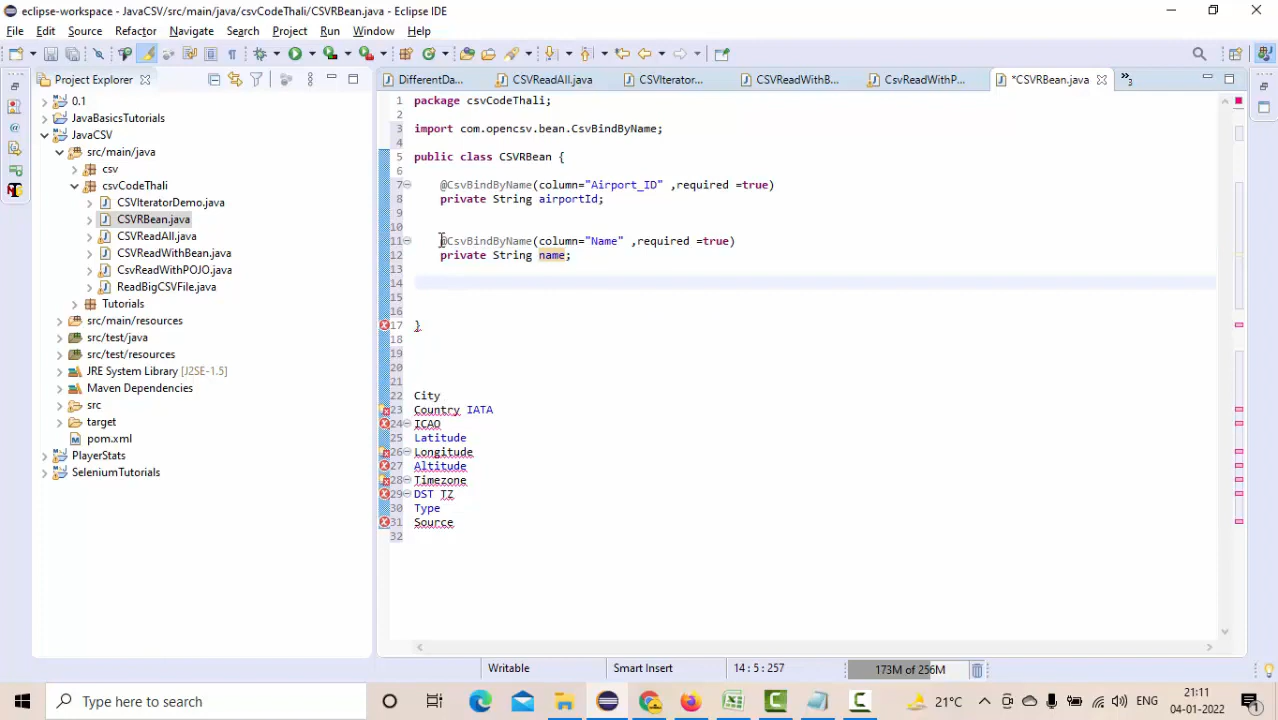 eclipse-workspace - JavaCSV/src/main/java/csvCodeThali/CSVRBean.java - Eclipse IDE
File Edit Source Refactor Navigate Search Project Run Window Help
Project Explorer
DifferentDa... CSVReadAll.java CSVIterator... CSVReadWithB... CsvReadWithP... *CSVRBean.java
0.1
JavaBasicsTutorials
JavaCSV
src/main/java
csv
csvCodeThali
CSVIteratorDemo.java
CSVRBean.java
CSVReadAll.java
CSVReadWithBean.java
CsvReadWithPOJO.java
ReadBigCSVFile.java
Tutorials
src/main/resources
src/test/java
src/test/resources
JRE System Library [J2SE-1.5]
Maven Dependencies
src
target
pom.xml
PlayerStats
SeleniumTutorials
1 package csvCodeThali;
2
3 import com.opencsv.bean.CsvBindByName;
4
5 public class CSVRBean {
6
7 @CsvBindByName(column="Airport_ID" ,required =true)
8 private String airportId;
9
10
11 @CsvBindByName(column="Name" ,required =true)
12 private String name;
13
14
15
16
17 }
18
19
20
21
22 City
23 Country IATA
24 ICAO
25 Latitude
26 Longitude
27 Altitude
28 Timezone
29 DST TZ
30 Type
31 Source
32
Writable Smart Insert 14 : 5 : 257 173M of 256M
Type here to search
21°C ENG 21:11 04-01-2022